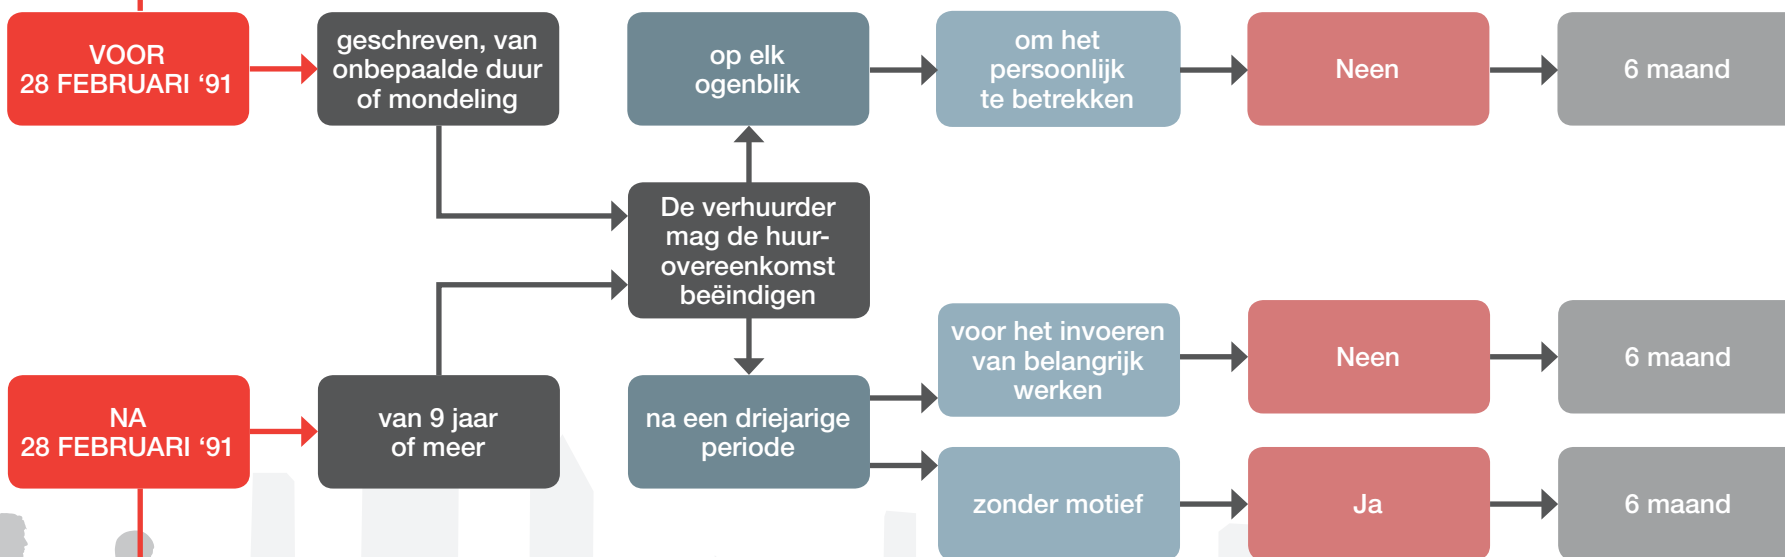 VOOR
28 FEBRUARI ‘91
geschreven, van
onbepaalde duur
of mondeling
op elk
ogenblik
om het
persoonlijk
te betrekken
Neen
6 maand
De verhuurder
mag de huur-
overeenkomst
beëindigen
NA
28 FEBRUARI ‘91
van 9 jaar
of meer
na een driejarige
periode
voor het invoeren
van belangrijk
werken
Neen
6 maand
zonder motief
Ja
6 maand